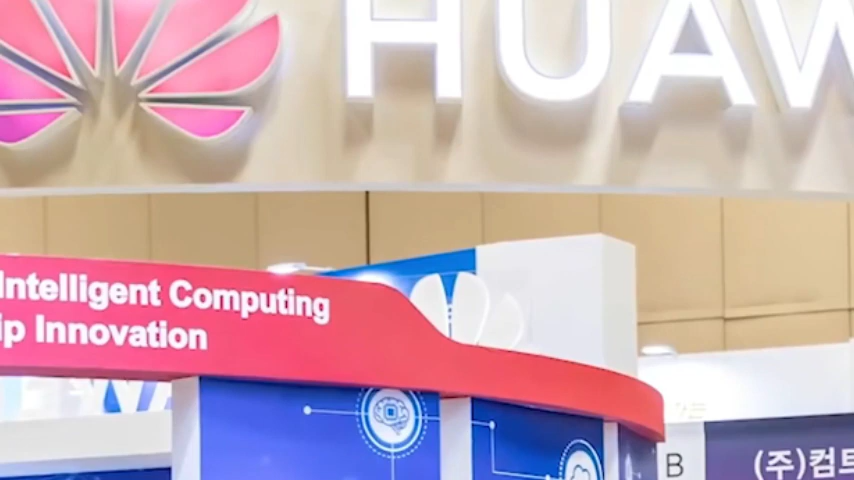 HUAW
Intelligent Computing
ip Innovation
B
(주)컴트